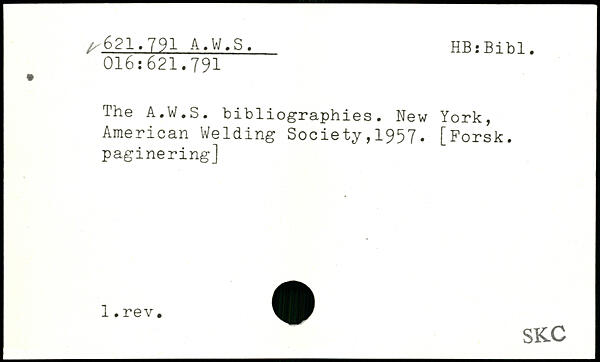 621.791 A.W.S. HB:Bibl.
016:621.791
The A.W.S. bibliographies. New York,
American Welding Society,1957. [Forsk.
paginering]
1.rev.
SKC